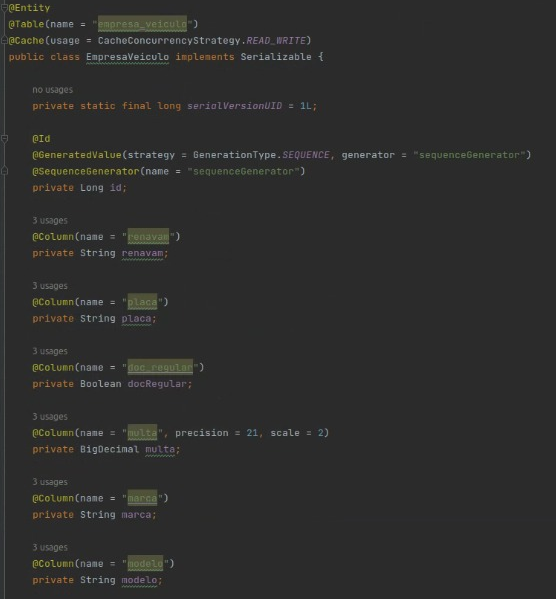 @Entity
@Table(name = "empresa_veiculo")
@Cache(usage = CacheConcurrencyStrategy.READ_WRITE)
public class EmpresaVeiculo implements Serializable {
no usages
private static final long serialVersionUID = 1L;
@Id
@GeneratedValue(strategy = GenerationType.SEQUENCE, generator = "sequenceGenerator")
@SequenceGenerator(name = "sequenceGenerator")
private Long id;
3 usages
@Column(name = "renavam")
private String renavam;
3 usages
@Column(name = "placa")
private String placa;
3 usages
@Column(name = "doc_regular")
private Boolean docRegular;
3 usages
@Column(name = "multa", precision = 21, scale = 2)
private BigDecimal multa;
3 usages
@Column(name = "marca")
private String marca;
3 usages
@Column(name = "modelo")
private String modelo;